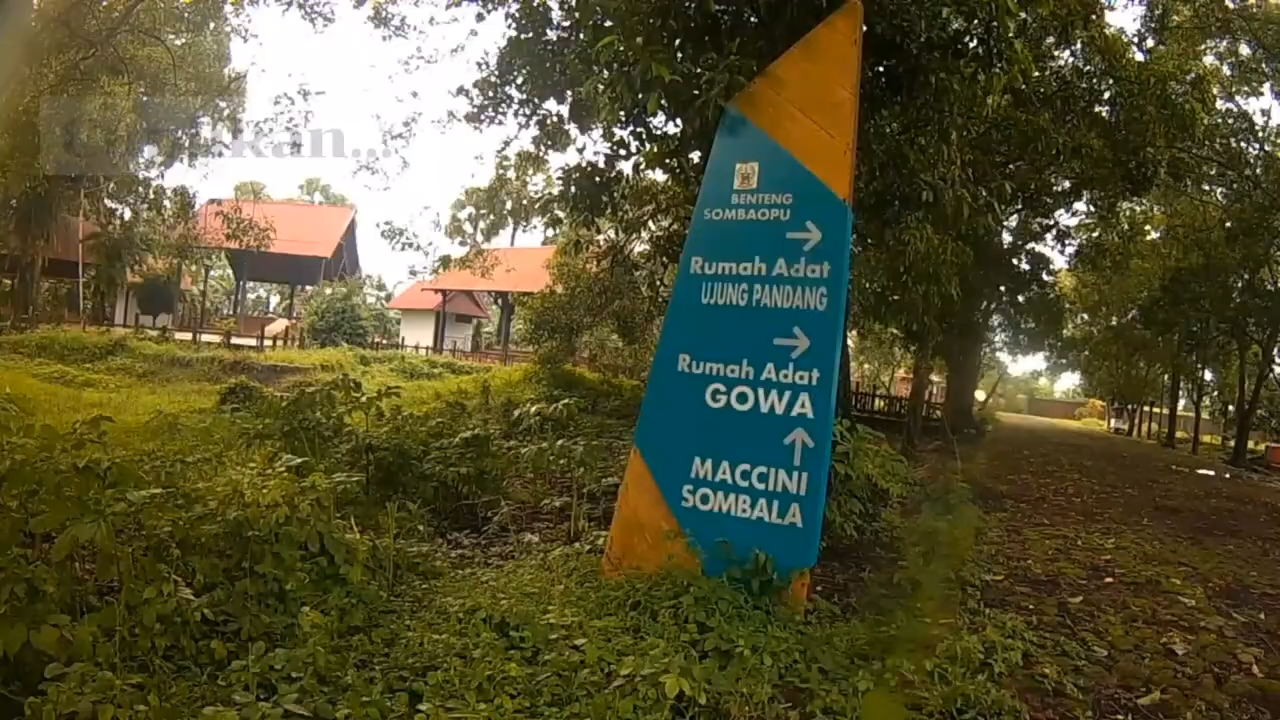 BENTENG
SOMBAOPU
Rumah Adat
UJUNG PANDANG
Rumah Adat
GOWA
MACCINI
SOMBALA